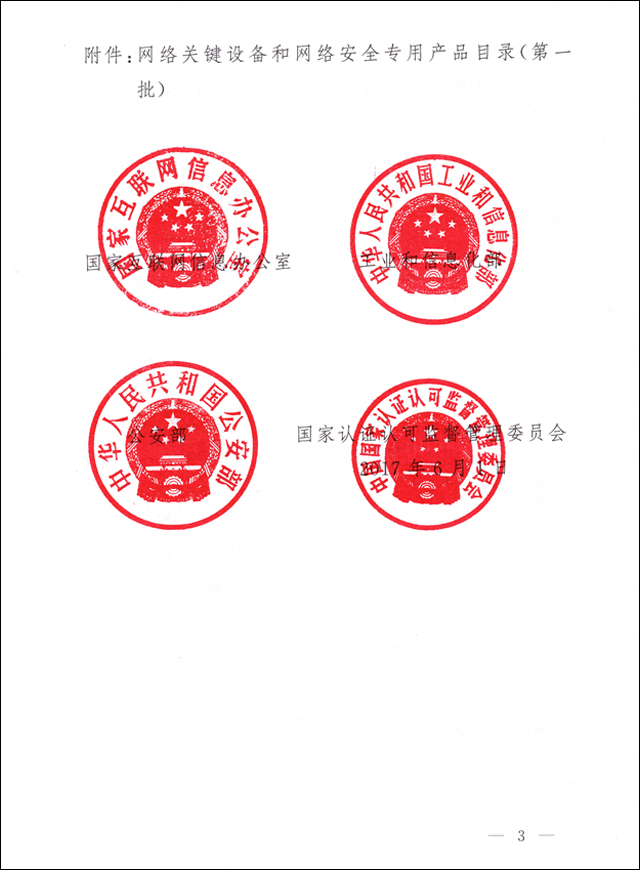 附件:网络关键设备和网络安全专用产品目录(第一
批)
国家互联网信息办公室
国家互联网信息办公室
中华人民共和国工业和信息化部
工业和信息化部
中华人民共和国公安部
公安部
中国国家认证认可监督管理委员会
国家认证认可监督管理委员会
2017年6月1日
— 3 —